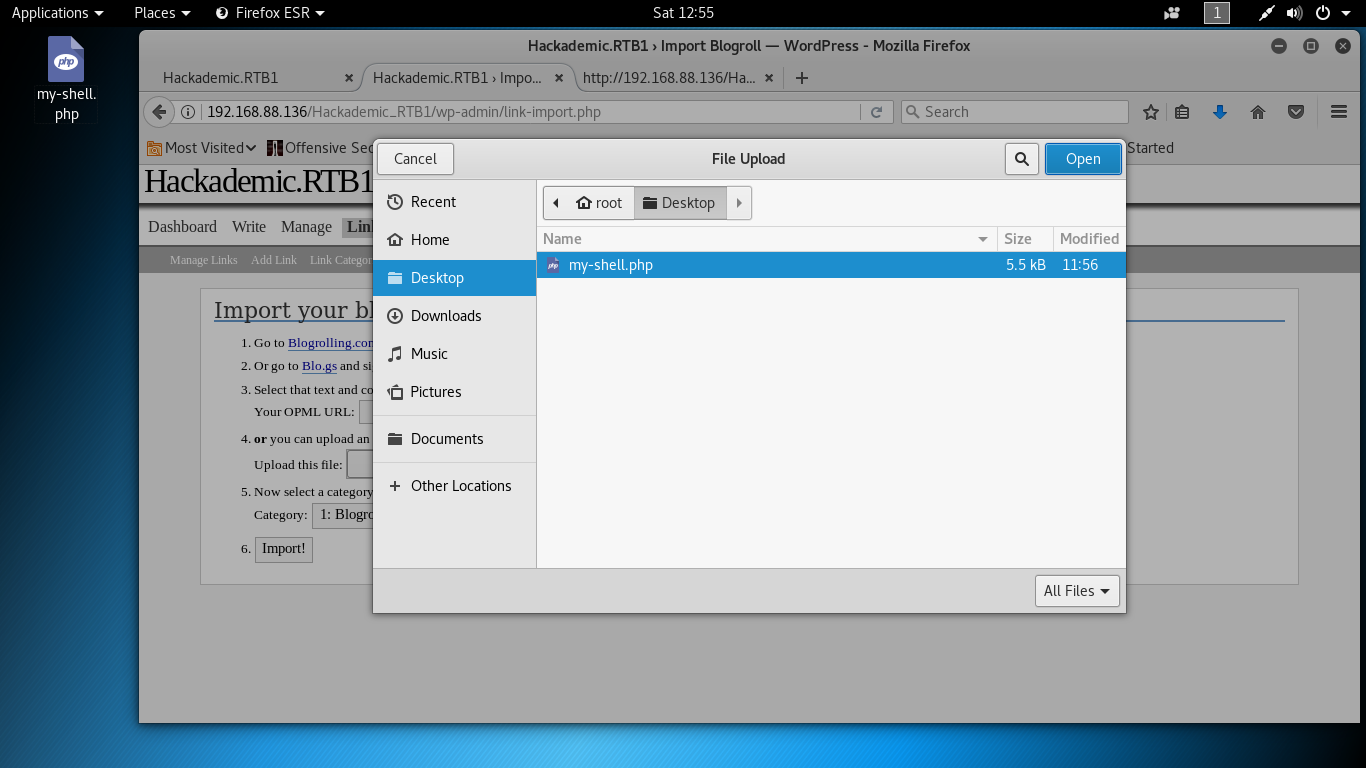 Applications Places Firefox ESR Sat 12:55 1
my-shell.
php
Hackademic.RTB1 › Import Blogroll — WordPress - Mozilla Firefox
Hackademic.RTB1 Hackademic.RTB1 › Impo... http://192.168.88.136/Ha...
192.168.88.136/Hackademic_RTB1/wp-admin/link-import.php Search
Most Visited Offensive Sec Started
Hackademic.RTB1
Dashboard Write Manage Lin
Manage Links Add Link Link Categor
Import your bl
1. Go to Blogrolling.com
2. Or go to Blo.gs and si
3. Select that text and co
Your OPML URL:
4. or you can upload an
Upload this file:
5. Now select a category
Category: 1: Blogro
6. Import!
Cancel File Upload Open
Recent
Home
Desktop
Downloads
Music
Pictures
Documents
Other Locations
root Desktop
Name Size Modified
php my-shell.php 5.5 kB 11:56
All Files